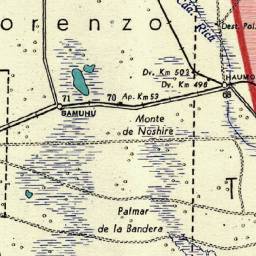 orenzo
Dest. Pol.
Dv. Km 503
HAUMO
Dv. Km 498
71
70
Ap. Km 53
68
GAMUHU
Monte
de Noshire
T
Palmar
de la Bandera